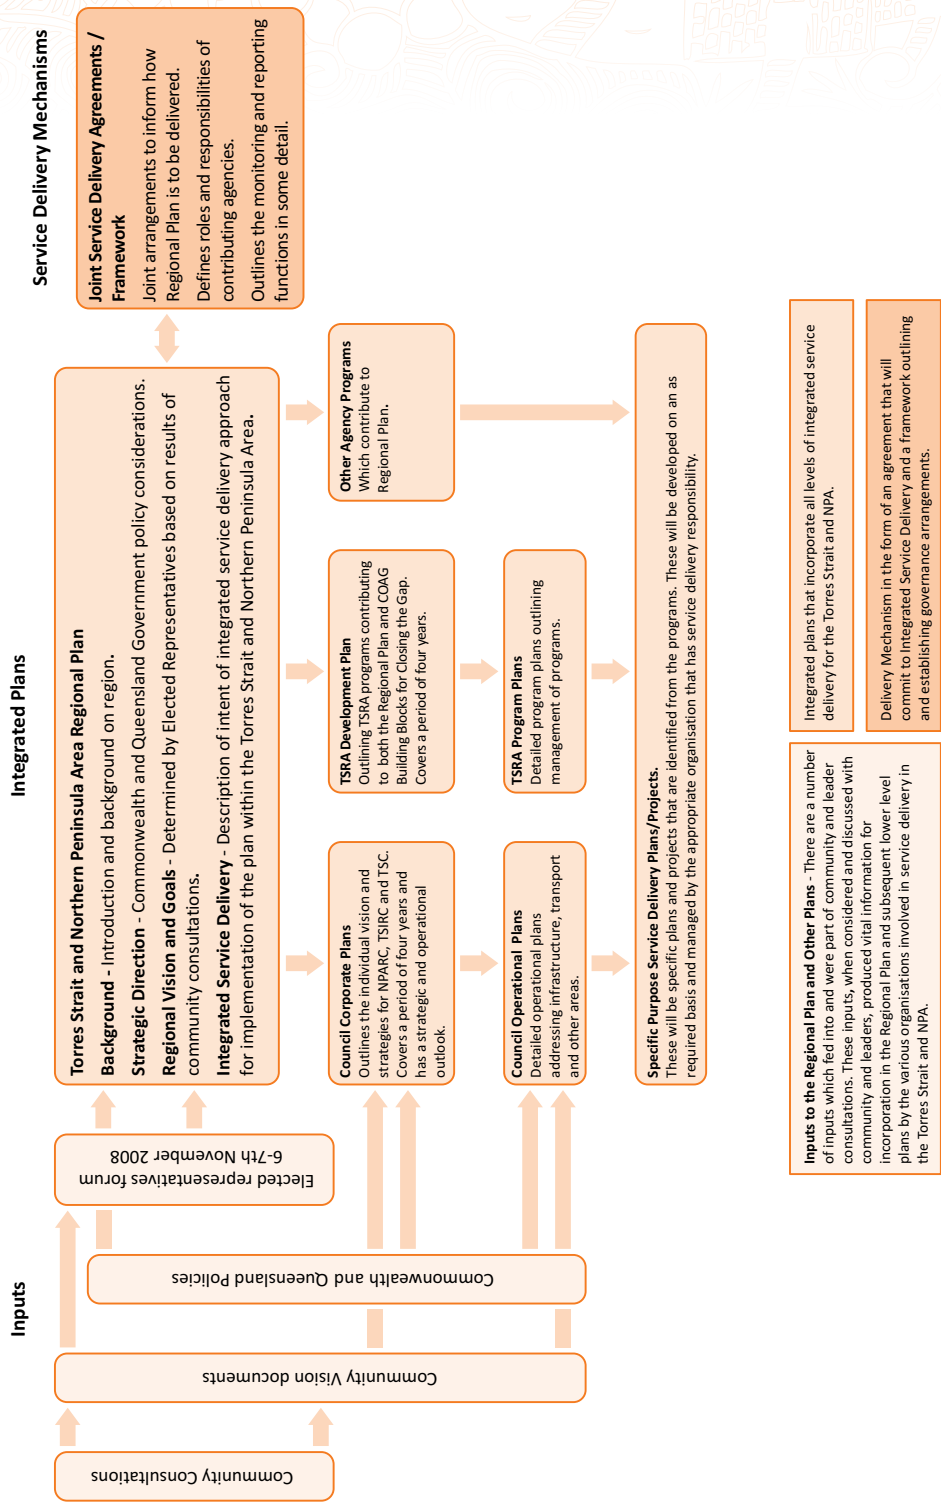 Inputs
Integrated Plans
Service Delivery Mechanisms
Community Consultations
Community Vision documents
Commonwealth and Queensland Policies
Elected representatives forum
6-7th November 2008
Torres Strait and Northern Peninsula Area Regional Plan
Background - Introduction and background on region.
Strategic Direction - Commonwealth and Queensland Government policy considerations.
Regional Vision and Goals - Determined by Elected Representatives based on results of
community consultations.
Integrated Service Delivery - Description of intent of integrated service delivery approach
for implementation of the plan within the Torres Strait and Northern Peninsula Area.
Joint Service Delivery Agreements /
Framework
Joint arrangements to inform how
Regional Plan is to be delivered.
Defines roles and responsibilities of
contributing agencies.
Outlines the monitoring and reporting
functions in some detail.
Council Corporate Plans
Outlines the individual vision and
strategies for NPARC, TSIRC and TSC.
Covers a period of four years and
has a strategic and operational
outlook.
TSRA Development Plan
Outlining TSRA programs contributing
to both the Regional Plan and COAG
Building Blocks for Closing the Gap.
Covers a period of four years.
Other Agency Programs
Which contribute to
Regional Plan.
Council Operational Plans
Detailed operational plans
addressing infrastructure, transport
and other areas.
TSRA Program Plans
Detailed program plans outlining
management of programs.
Specific Purpose Service Delivery Plans/Projects.
These will be specific plans and projects that are identified from the programs. These will be developed on an as
required basis and managed by the appropriate organisation that has service delivery responsibility.
Inputs to the Regional Plan and Other Plans - There are a number
of inputs which fed into and were part of community and leader
consultations. These inputs, when considered and discussed with
community and leaders, produced vital information for
incorporation in the Regional Plan and subsequent lower level
plans by the various organisations involved in service delivery in
the Torres Strait and NPA.
Integrated plans that incorporate all levels of integrated service
delivery for the Torres Strait and NPA.
Delivery Mechanism in the form of an agreement that will
commit to Integrated Service Delivery and a framework outlining
and establishing governance arrangements.